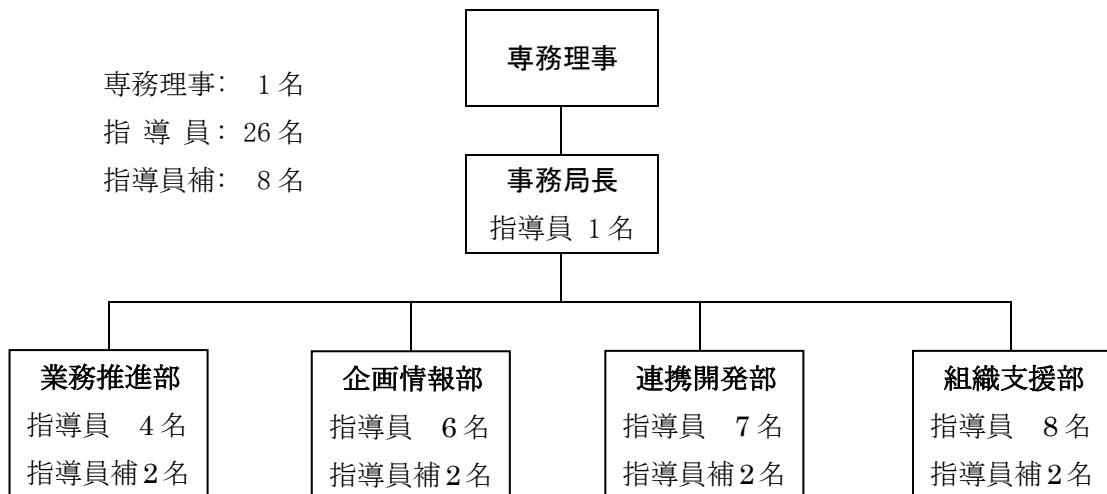 専務理事
専務理事： 1名
指 導 員： 26名
指導員補： 8名
事務局長
指導員 1名
業務推進部
指導員 4名
指導員補2名
企画情報部
指導員 6名
指導員補2名
連携開発部
指導員 7名
指導員補2名
組織支援部
指導員 8名
指導員補2名